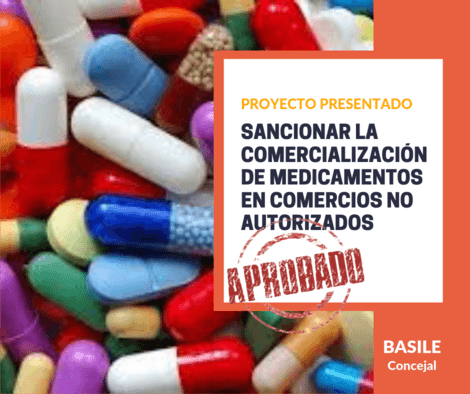 PROYECTO PRESENTADO
SANCIONAR LA
COMERCIALIZACIÓN
DE MEDICAMENTOS
EN COMERCIOS NO
AUTORIZADOS
APROBADO
BASILE
Concejal